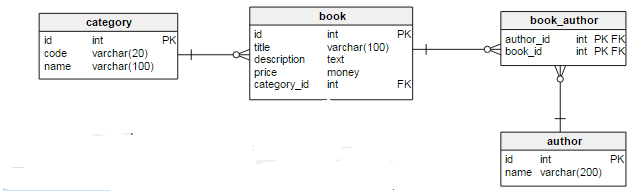 category
id int PK
code varchar(20)
name varchar(100)
book
id int PK
title varchar(100)
description text
price money
category_id int FK
book_author
author_id int PK FK
book_id int PK FK
author
id int PK
name varchar(200)